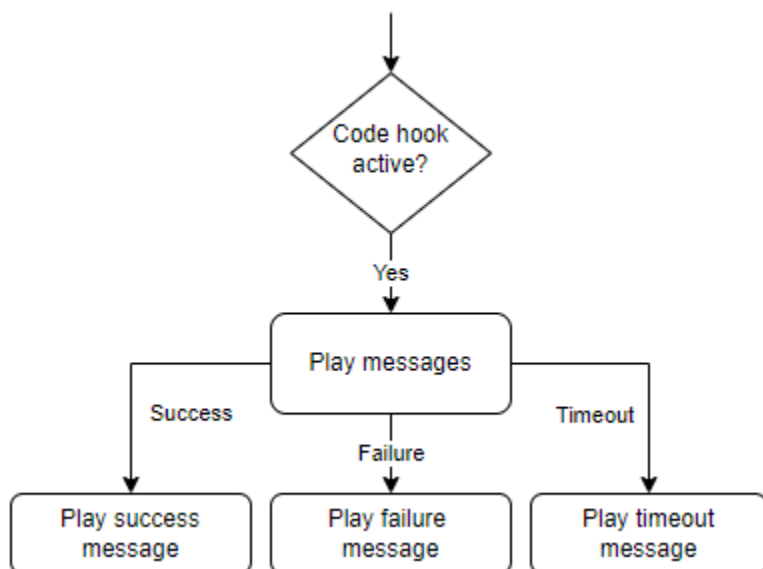 Code hook
active?
Yes
Play messages
Success
Timeout
Failure
Play success
message
Play failure
message
Play timeout
message